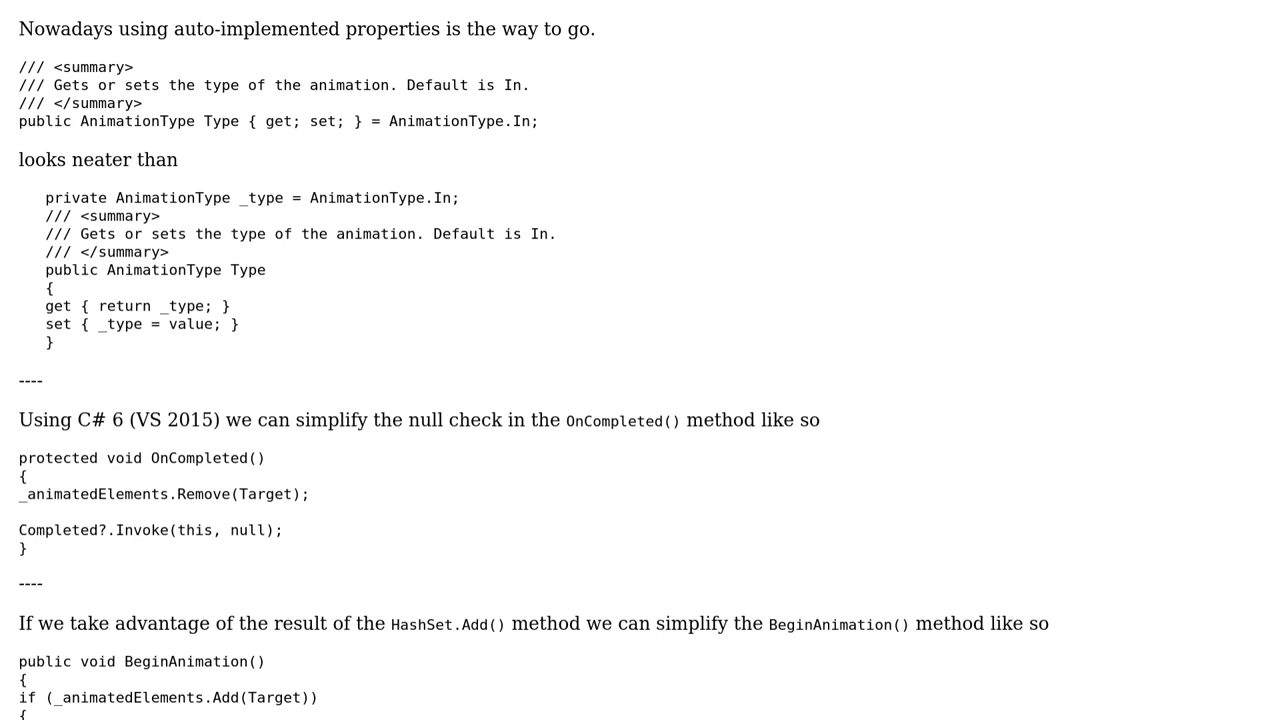 Nowadays using auto-implemented properties is the way to go.
/// <summary>
/// Gets or sets the type of the animation. Default is In.
/// </summary>
public AnimationType Type { get; set; } = AnimationType.In;
looks neater than
private AnimationType _type = AnimationType.In;
/// <summary>
/// Gets or sets the type of the animation. Default is In.
/// </summary>
public AnimationType Type
{
get { return _type; }
set { _type = value; }
}
----
Using C# 6 (VS 2015) we can simplify the null check in the OnCompleted() method like so
protected void OnCompleted()
{
_animatedElements.Remove(Target);
Completed?.Invoke(this, null);
}
----
If we take advantage of the result of the HashSet.Add() method we can simplify the BeginAnimation() method like so
public void BeginAnimation()
{
if (_animatedElements.Add(Target))
{